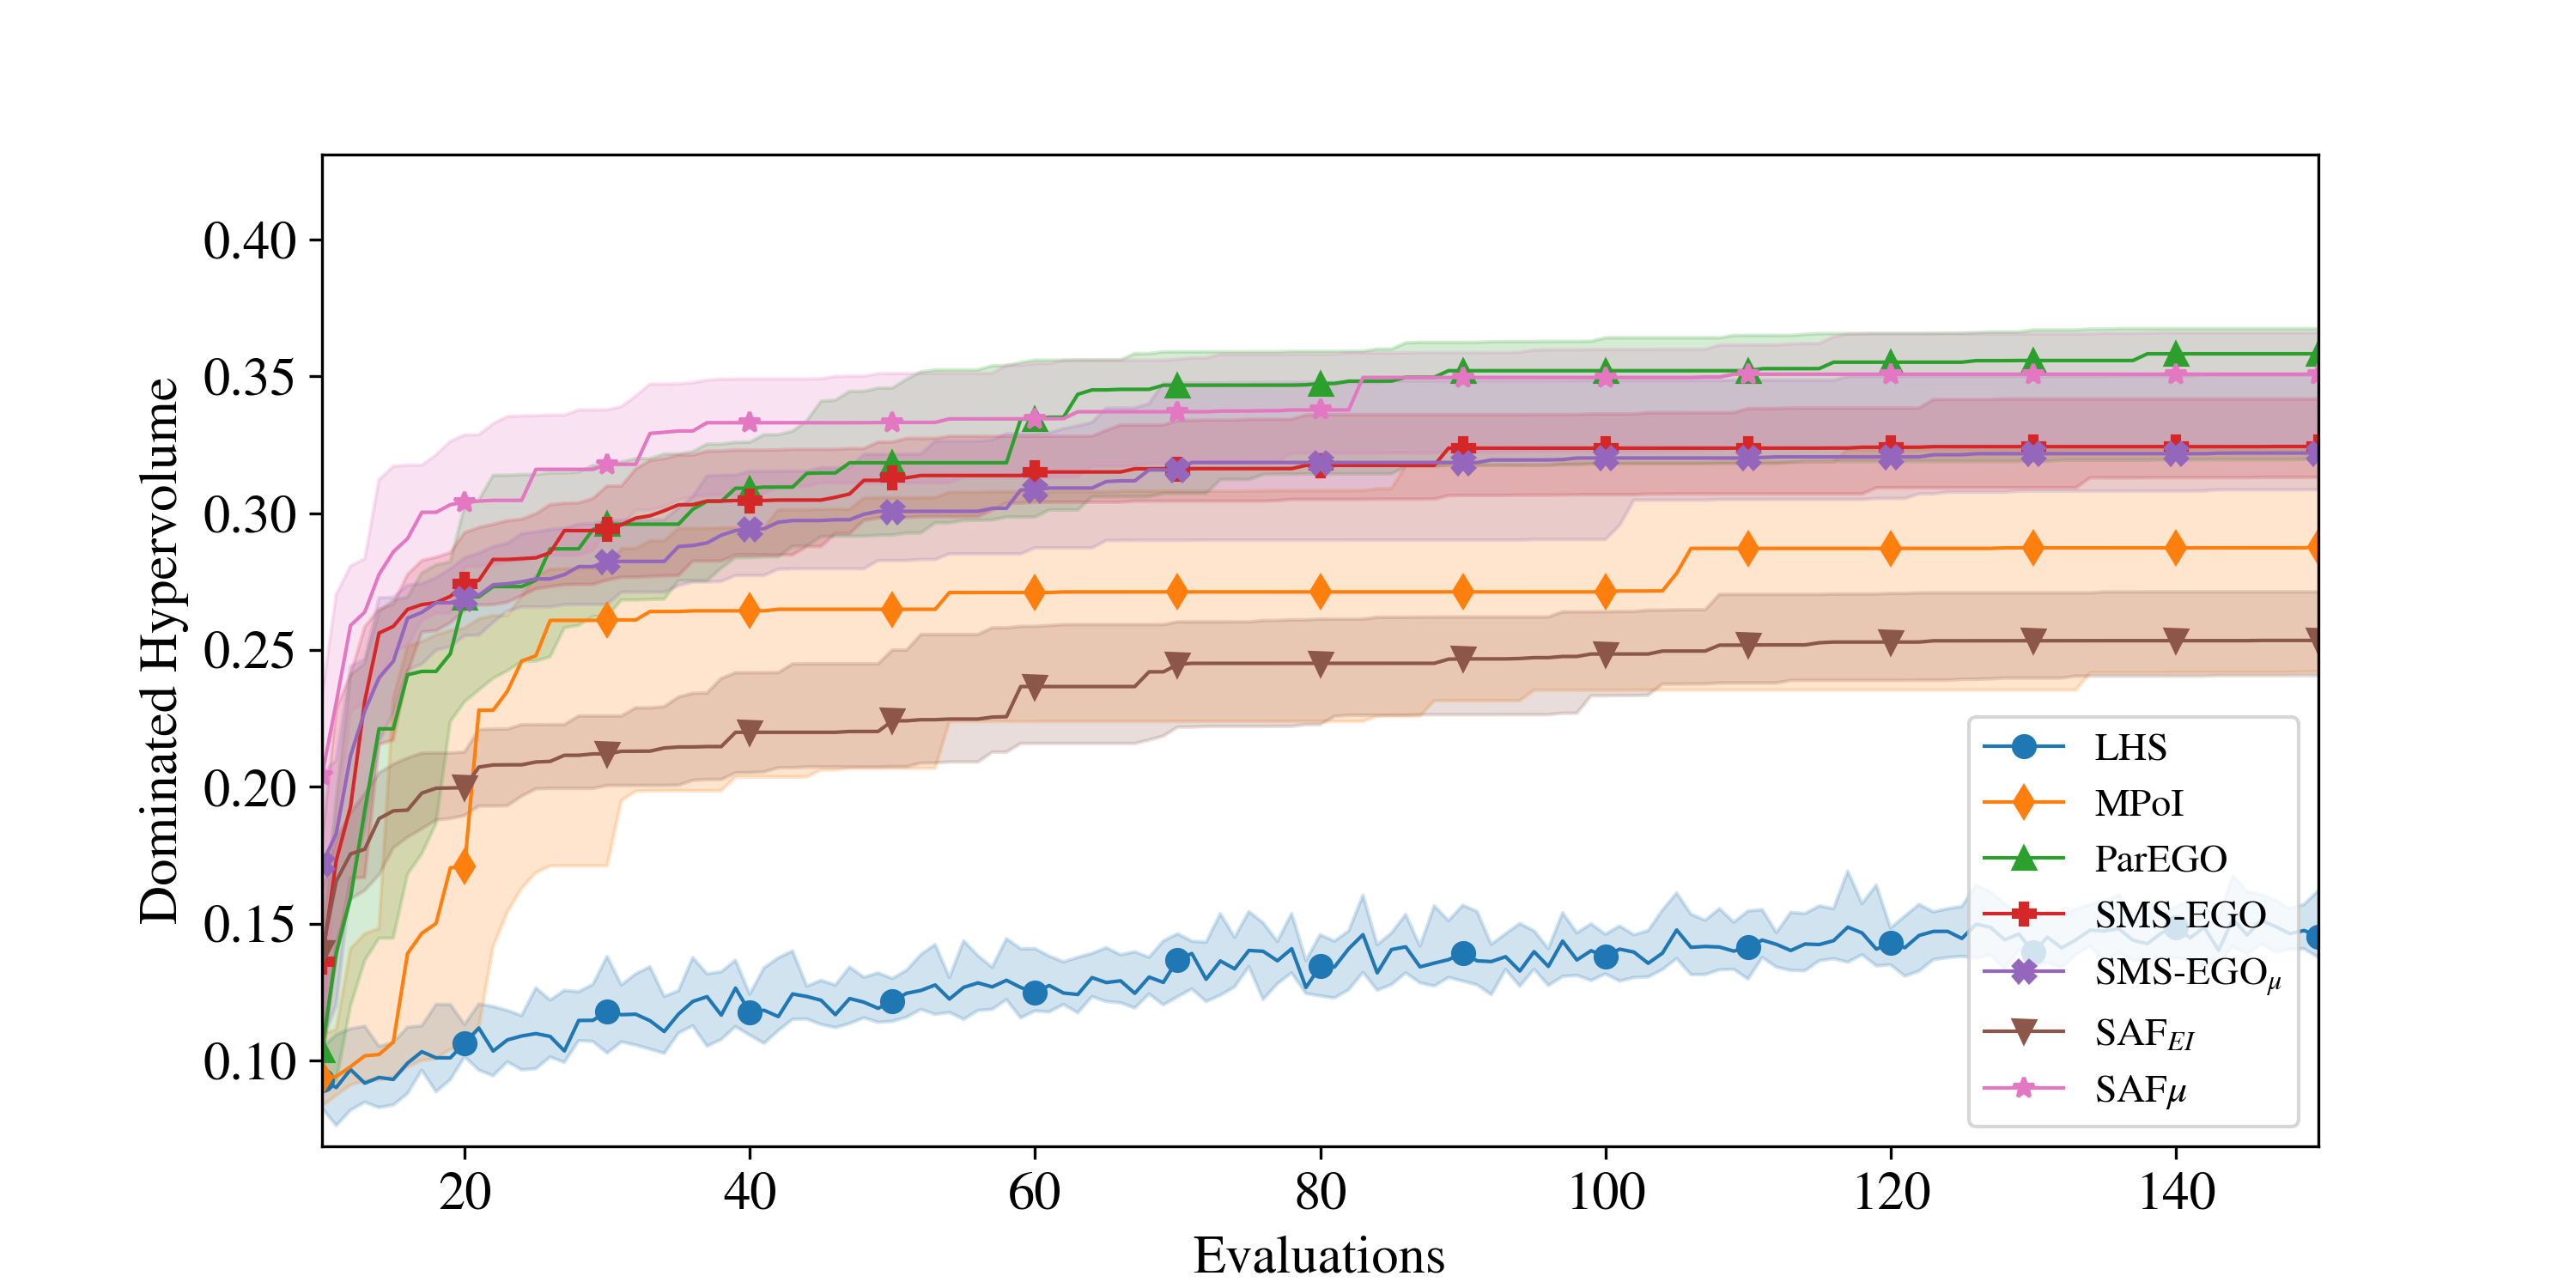 0.40
0.35
0.30
0.25
0.20
0.15
0.10
Dominated Hypervolume
20 40 60 80 100 120 140
Evaluations
LHS
MPoI
ParEGO
SMS-EGO
SMS-EGOμ
SAFEI
SAFμ